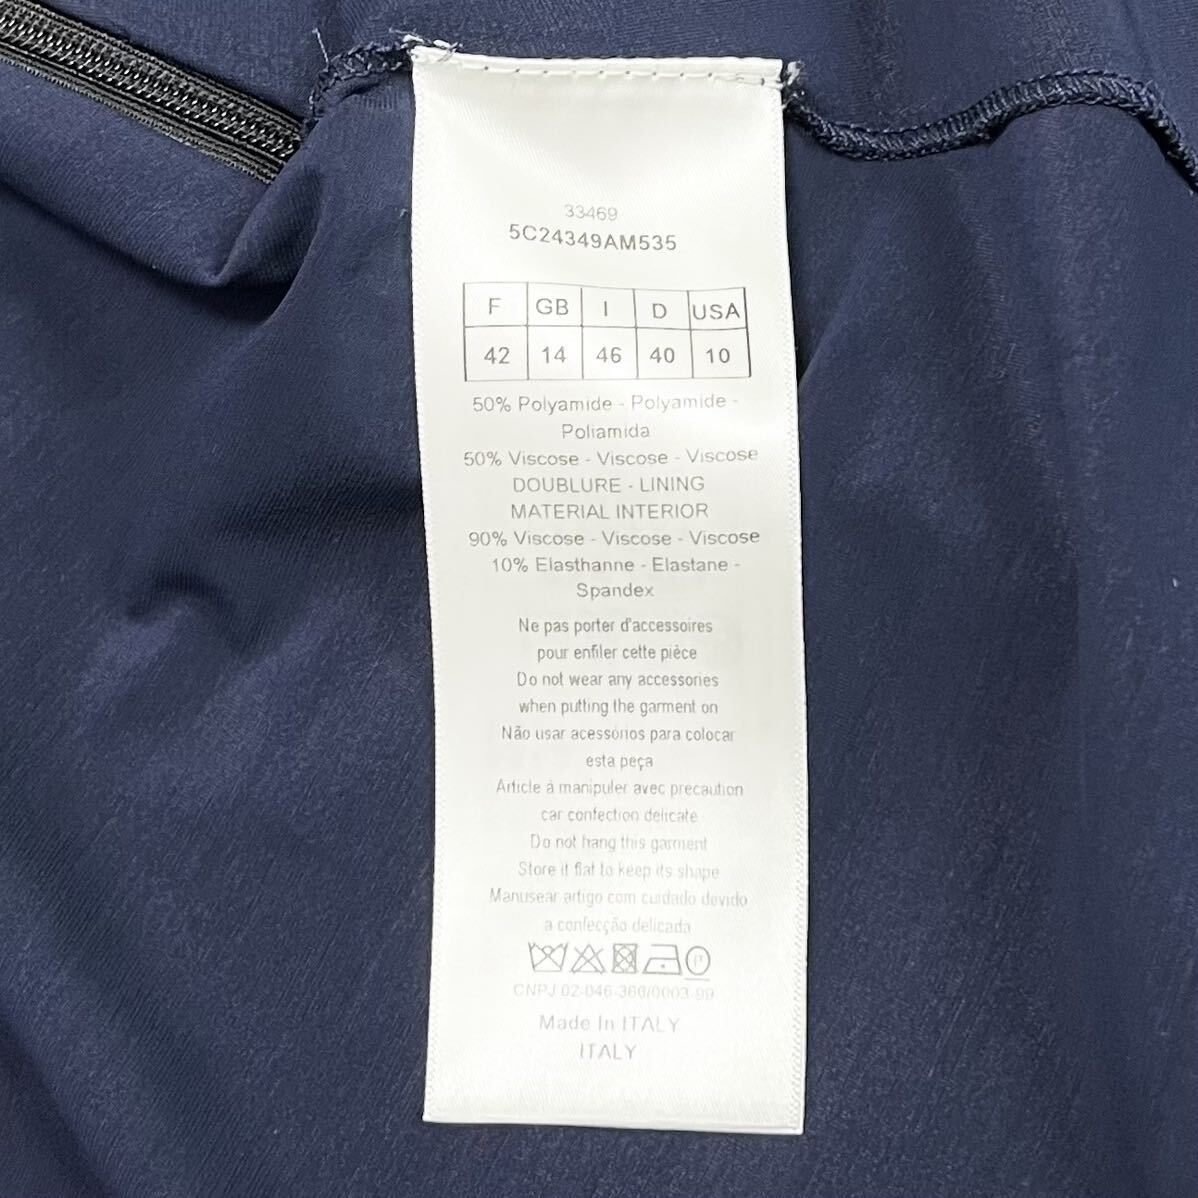 33469
5C24349AM535
F GB I D USA
42 14 46 40 10
50% Polyamide - Polyamide -
Poliamida
50% Viscose - Viscose - Viscose
DOUBLURE - LINING
MATERIAL INTERIOR
90% Viscose - Viscose - Viscose
10% Elasthanne - Elastane -
Spandex
Ne pas porter d'accessoires
pour enfiler cette pièce
Do not wear any accessories
when putting the garment on
Não usar acessórios para colocar
esta peça
Article à manipuler avec precaution
car confection delicate
Do not hang this garment
Store it flat to keep its shape
Manusear artigo com cuidado devido
a confecção delicada
P
CNPJ 02-046-366/0003-99
Made In ITALY
ITALY